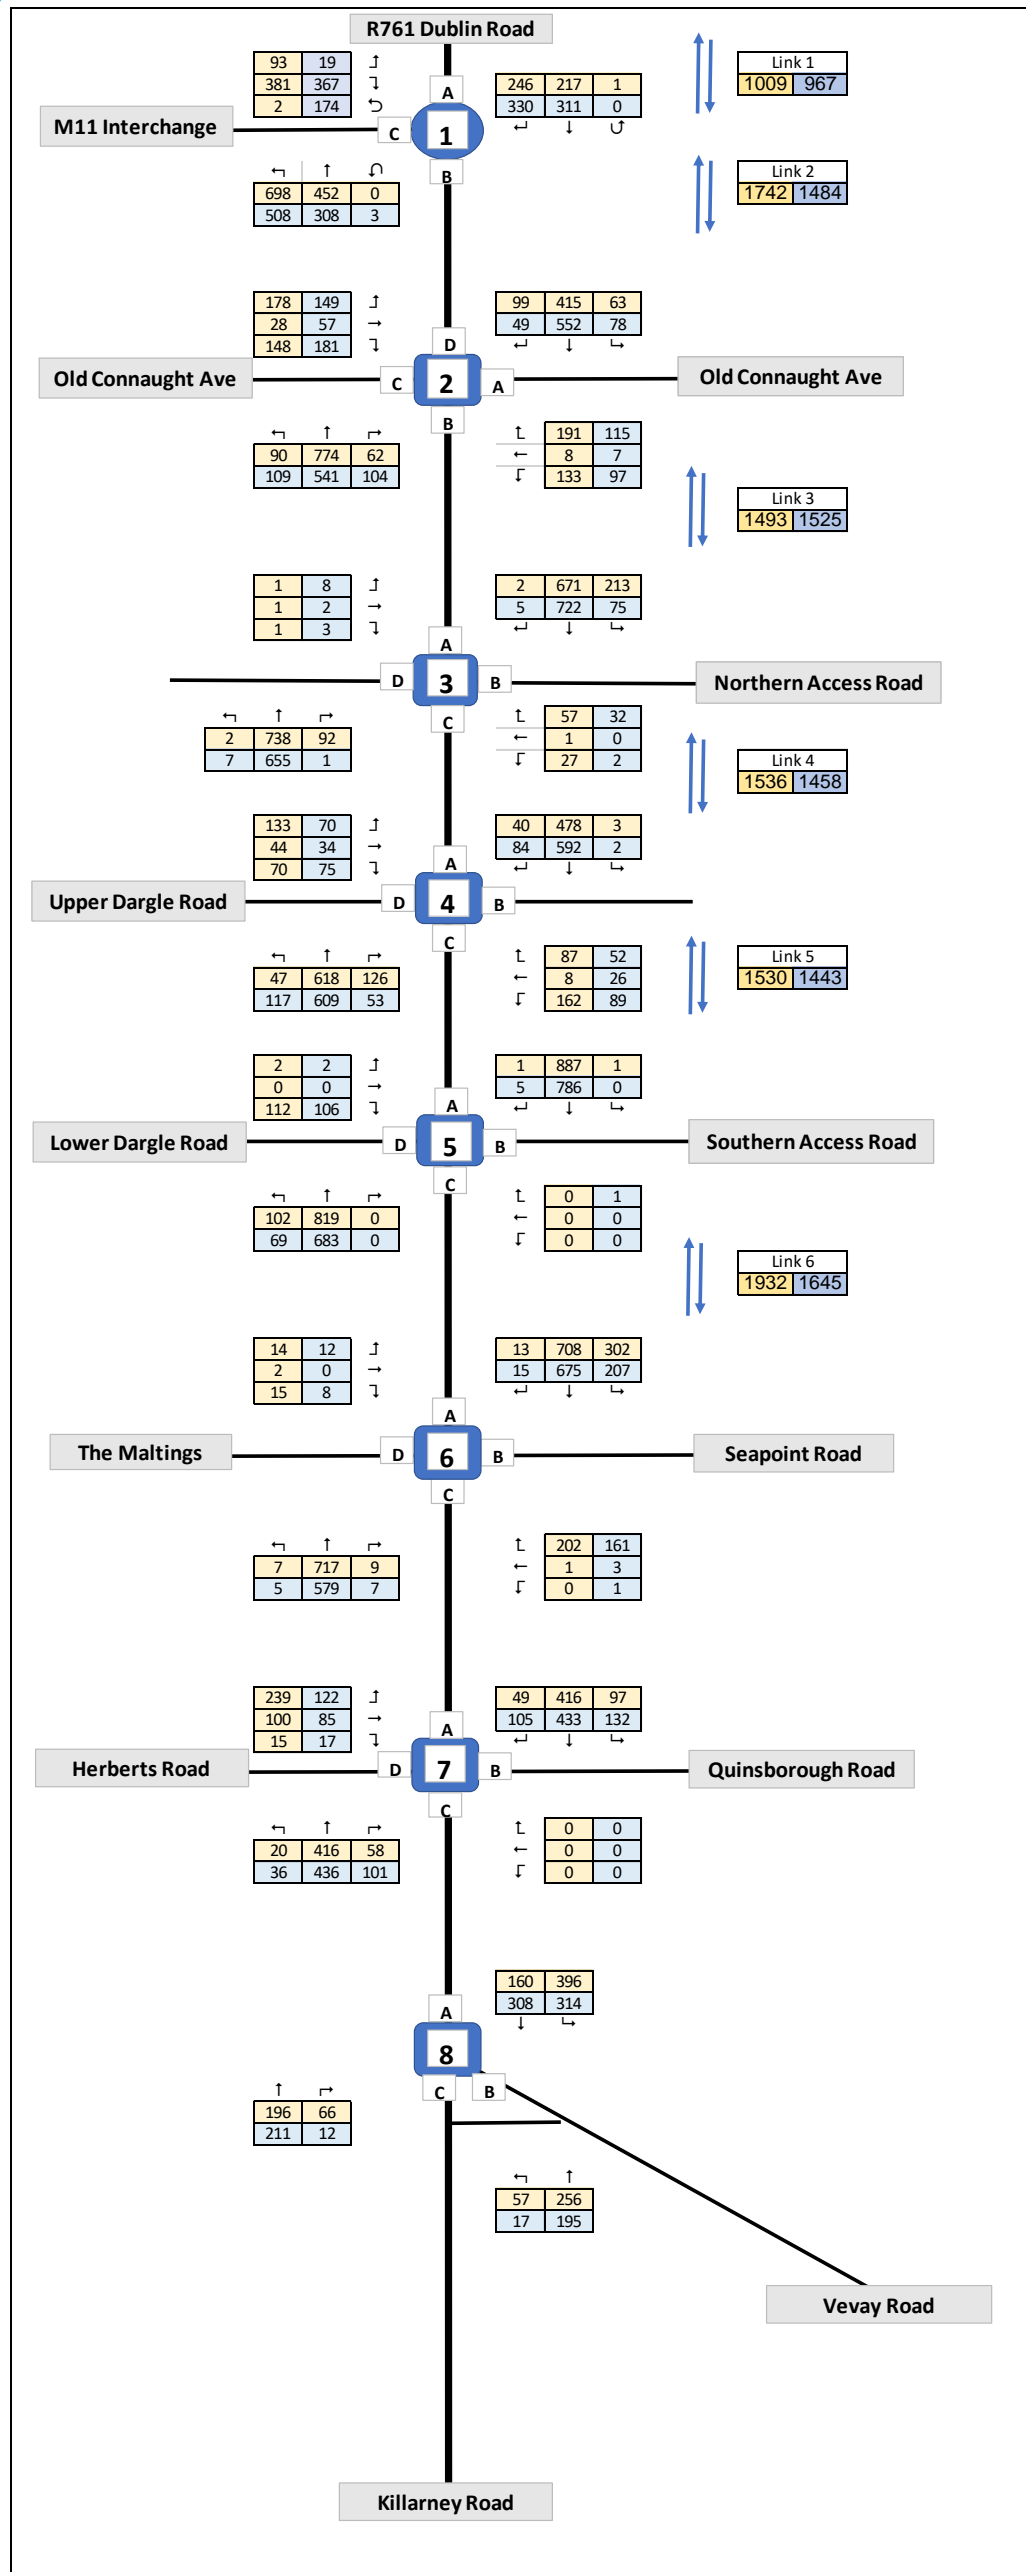 R761 Dublin Road
93 19
381 367
2 174
A
246 217 1
330 311 0
Link 1
1009 967
M11 Interchange
C
1
B
698 452 0
508 308 3
Link 2
1742 1484
178 149
28 57
148 181
99 415 63
49 552 78
D
Old Connaught Ave
C
2
A
Old Connaught Ave
B
90 774 62
109 541 104
191 115
8 7
133 97
Link 3
1493 1525
1 8
1 2
1 3
2 671 213
5 722 75
A
D
3
B
Northern Access Road
C
2 738 92
7 655 1
57 32
1 0
27 2
Link 4
1536 1458
133 70
44 34
70 75
40 478 3
84 592 2
A
Upper Dargle Road
D
4
B
C
47 618 126
117 609 53
87 52
8 26
162 89
Link 5
1530 1443
2 2
0 0
112 106
1 887 1
5 786 0
A
Lower Dargle Road
D
5
B
Southern Access Road
C
102 819 0
69 683 0
0 1
0 0
0 0
Link 6
1932 1645
14 12
2 0
15 8
13 708 302
15 675 207
A
The Maltings
D
6
B
Seapoint Road
C
7 717 9
5 579 7
202 161
1 3
0 1
239 122
100 85
15 17
49 416 97
105 433 132
A
Herberts Road
D
7
B
Quinsborough Road
C
20 416 58
36 436 101
0 0
0 0
0 0
160 396
308 314
A
8
C
B
196 66
211 12
57 256
17 195
Vevay Road
Killarney Road